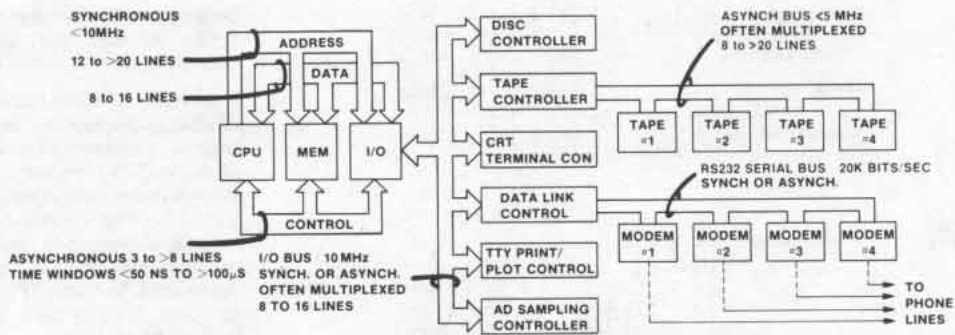 SYNCHRONOUS
<10MHz
12 to >20 LINES
8 to 16 LINES
ADDRESS
DATA
CPU
MEM
I/O
CONTROL
ASYNCHRONOUS 3 to >8 LINES
TIME WINDOWS <50 NS TO >100µS
I/O BUS 10 MHz
SYNCH. OR ASYNCH.
OFTEN MULTIPLEXED
8 TO 16 LINES
DISC
CONTROLLER
TAPE
CONTROLLER
CRT
TERMINAL CON
DATA LINK
CONTROL
TTY PRINT/
PLOT CONTROL
AD SAMPLING
CONTROLLER
ASYNCH BUS <5 MHz
OFTEN MULTIPLEXED
8 to >20 LINES
TAPE
=1
TAPE
=2
TAPE
=3
TAPE
=4
RS232 SERIAL BUS 20K BITS/SEC
SYNCH OR ASYNCH.
MODEM
=1
MODEM
=2
MODEM
=3
MODEM
=4
TO
PHONE
LINES